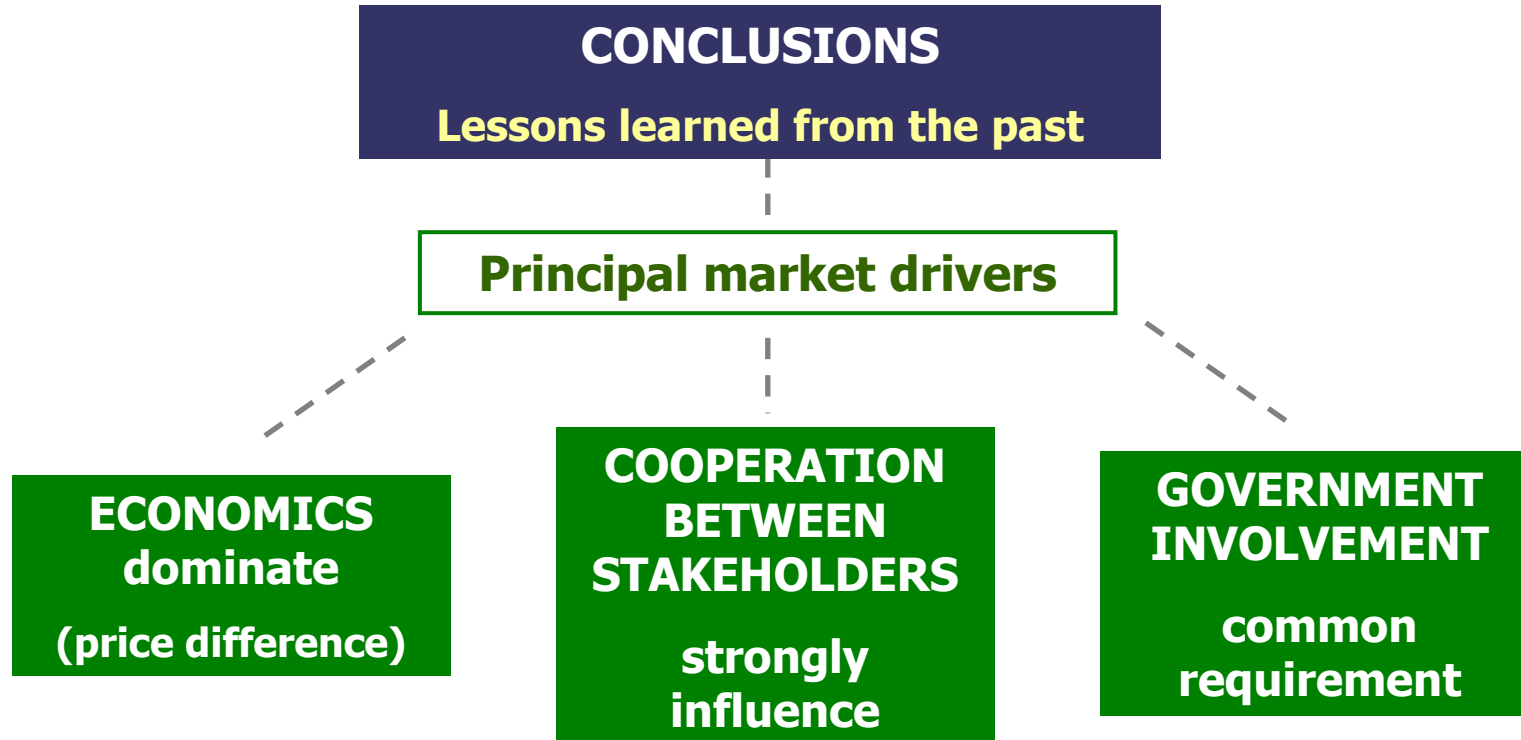 CONCLUSIONS
Lessons learned from the past
Principal market drivers
ECONOMICS
dominate
(price difference)
COOPERATION
BETWEEN
STAKEHOLDERS
strongly
influence
GOVERNMENT
INVOLVEMENT
common
requirement